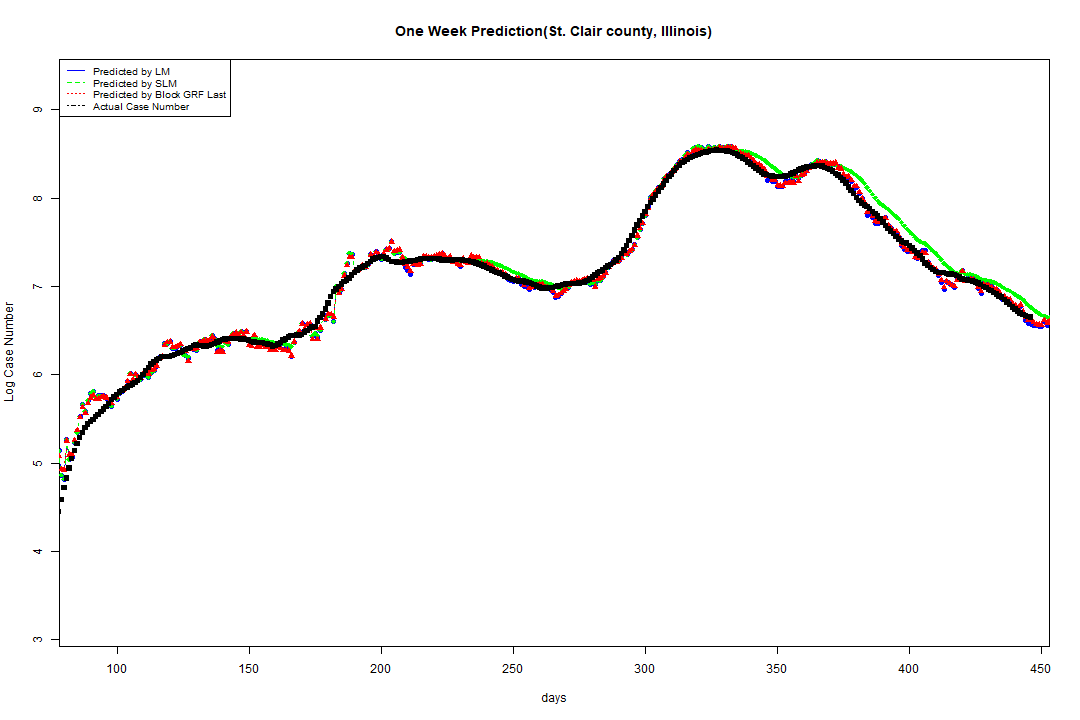 One Week Prediction(St. Clair county, Illinois)
Predicted by LM
Predicted by SLM
Predicted by Block GRF Last
Actual Case Number
9
8
7
6
5
4
3
Log Case Number
100 150 200 250 300 350 400 450
days